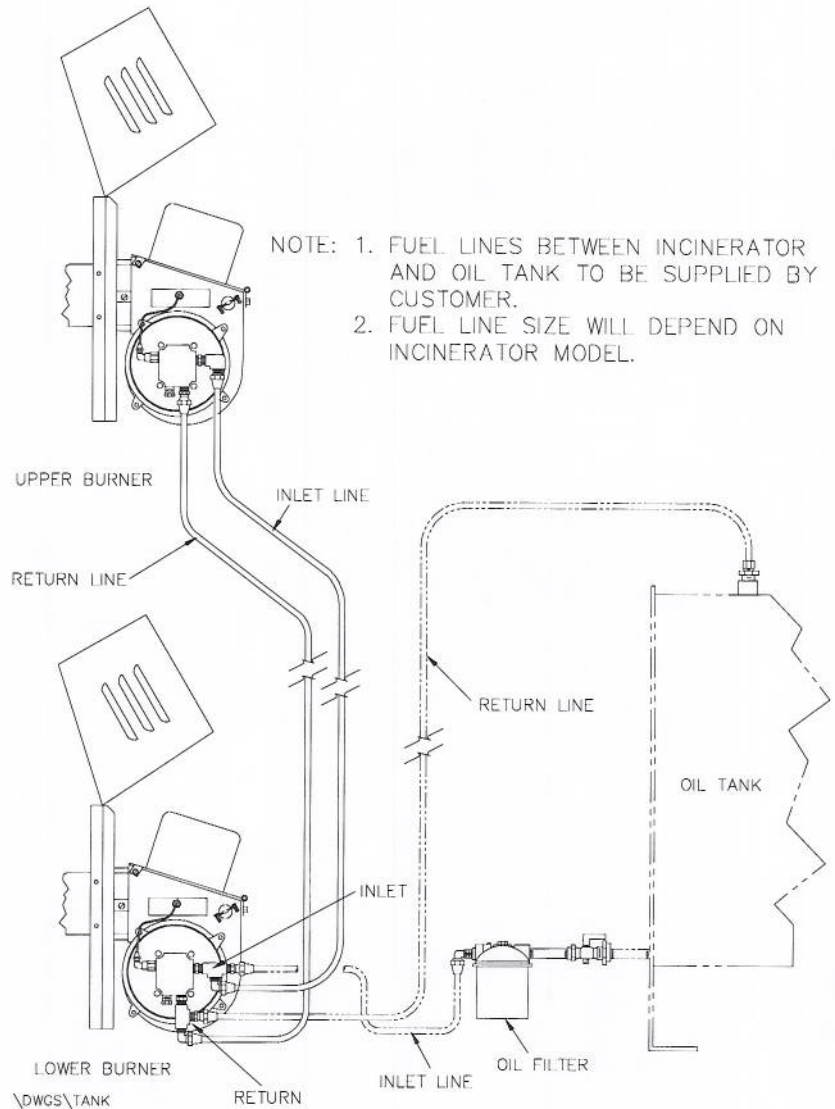 NOTE: 1. FUEL LINES BETWEEN INCINERATOR
AND OIL TANK TO BE SUPPLIED BY
CUSTOMER.
2. FUEL LINE SIZE WILL DEPEND ON
INCINERATOR MODEL.
UPPER BURNER
INLET LINE
RETURN LINE
RETURN LINE
OIL TANK
INLET
LOWER BURNER
RETURN
INLET LINE
OIL FILTER
\DWGS\TANK